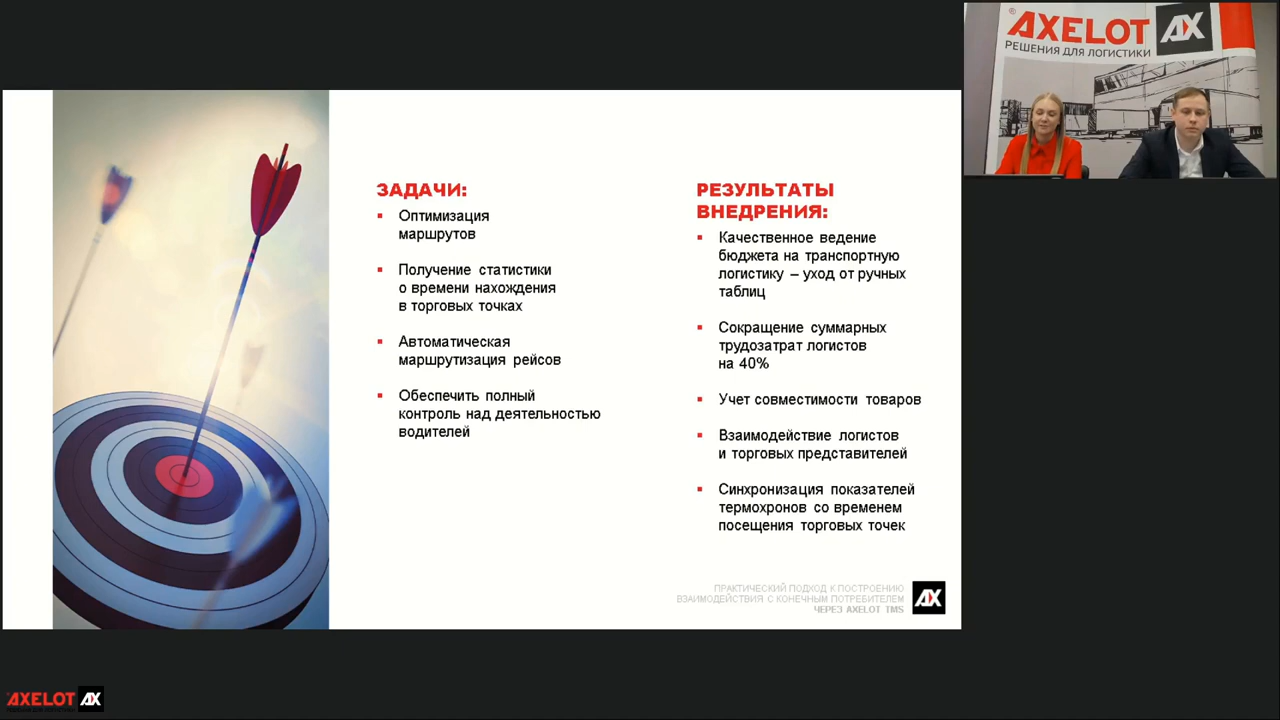 AXELOT AX
РЕШЕНИЯ ДЛЯ ЛОГИСТИКИ
ЗАДАЧИ:
▪ Оптимизация
маршрутов
▪ Получение статистики
о времени нахождения
в торговых точках
▪ Автоматическая
маршрутизация рейсов
▪ Обеспечить полный
контроль над деятельностью
водителей
РЕЗУЛЬТАТЫ
ВНЕДРЕНИЯ:
▪ Качественное ведение
бюджета на транспортную
логистику – уход от ручных
таблиц
▪ Сокращение суммарных
трудозатрат логистов
на 40%
▪ Учет совместимости товаров
▪ Взаимодействие логистов
и торговых представителей
▪ Синхронизация показателей
термохронов со временем
посещения торговых точек
ПРАКТИЧЕСКИЙ ПОДХОД К ПОСТРОЕНИЮ
ВЗАИМОДЕЙСТВИЯ С КОНЕЧНЫМ ПОТРЕБИТЕЛЕМ
ЧЕРЕЗ AXELOT TMS
AX
AXELOT AX